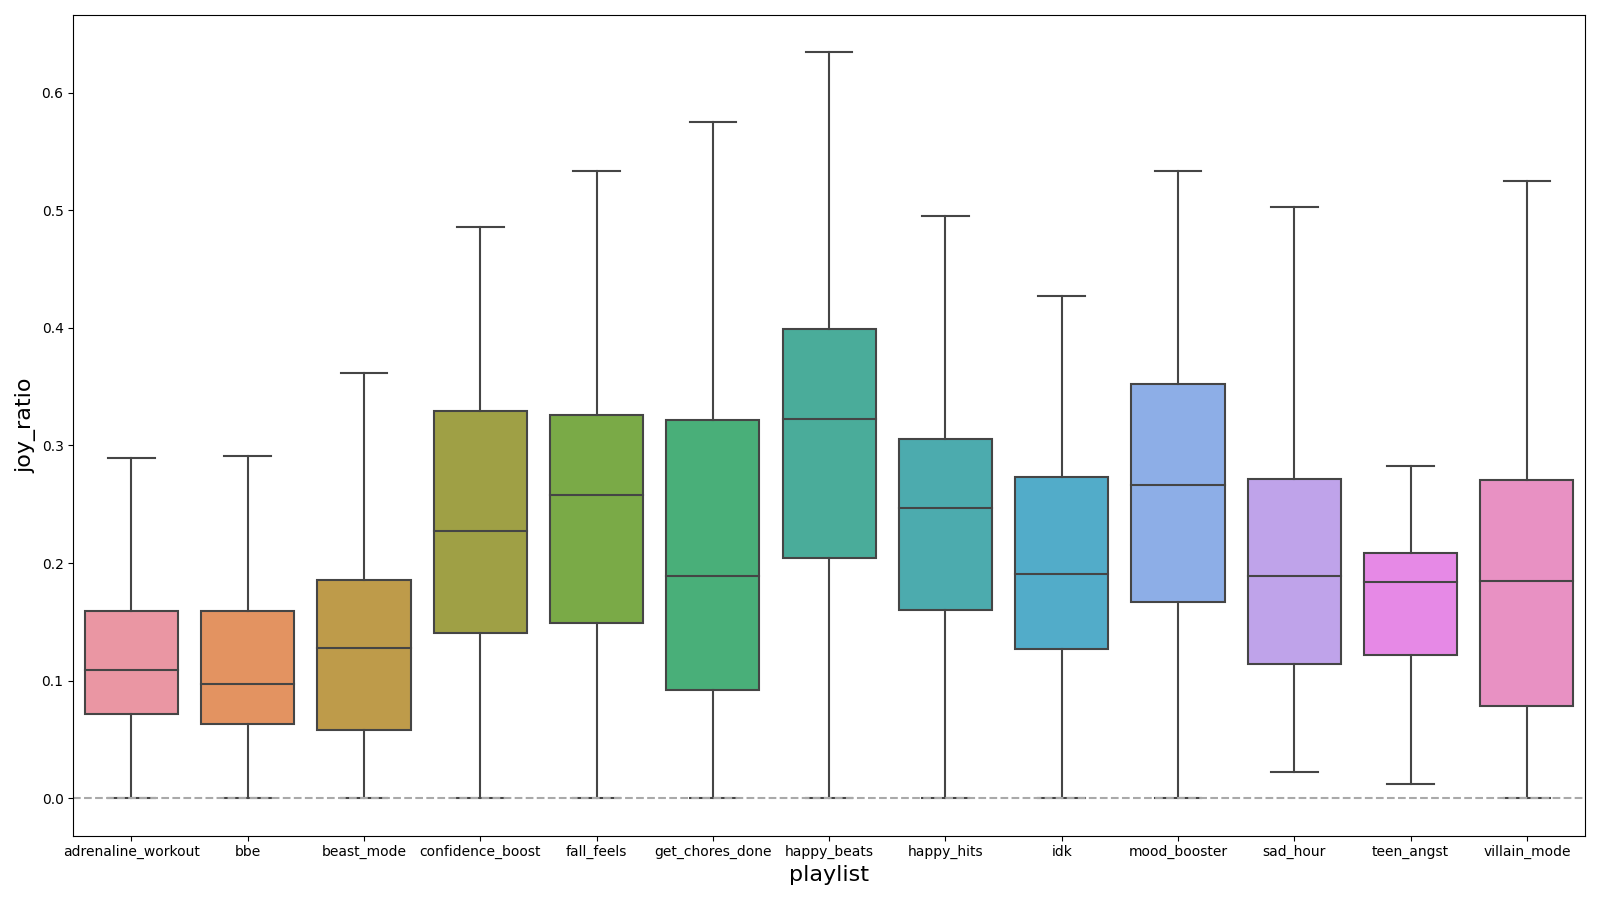 joy_ratio
0.6
0.5
0.4
0.3
0.2
0.1
0.0
adrenaline_workout bbe beast_mode confidence_boost fall_feels get_chores_done happy_beats happy_hits idk mood_booster sad_hour teen_angst villain_mode
playlist